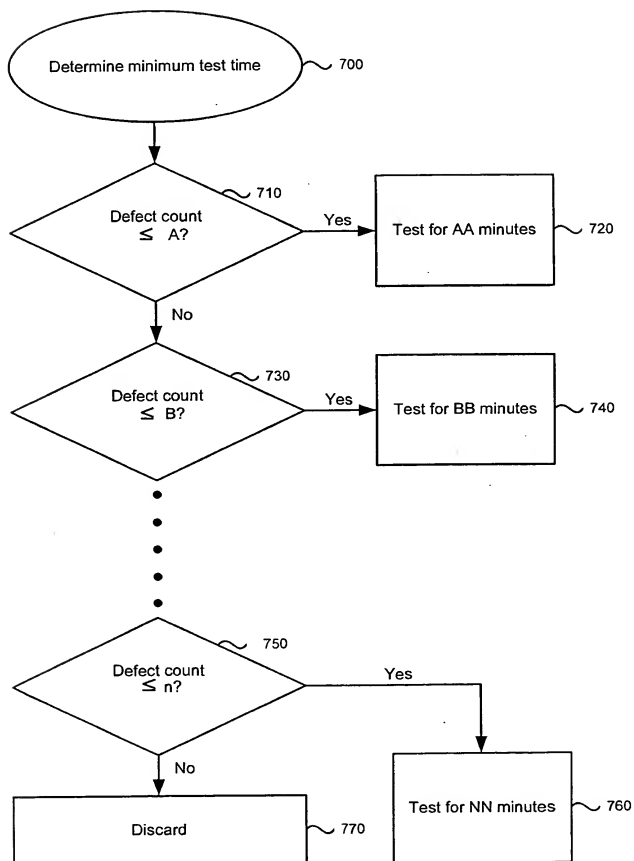 Determine minimum test time
700
710
Defect count
≤ A?
Yes
Test for AA minutes
720
No
730
Defect count
≤ B?
Yes
Test for BB minutes
740
750
Defect count
≤ n?
Yes
No
Test for NN minutes
760
Discard
770